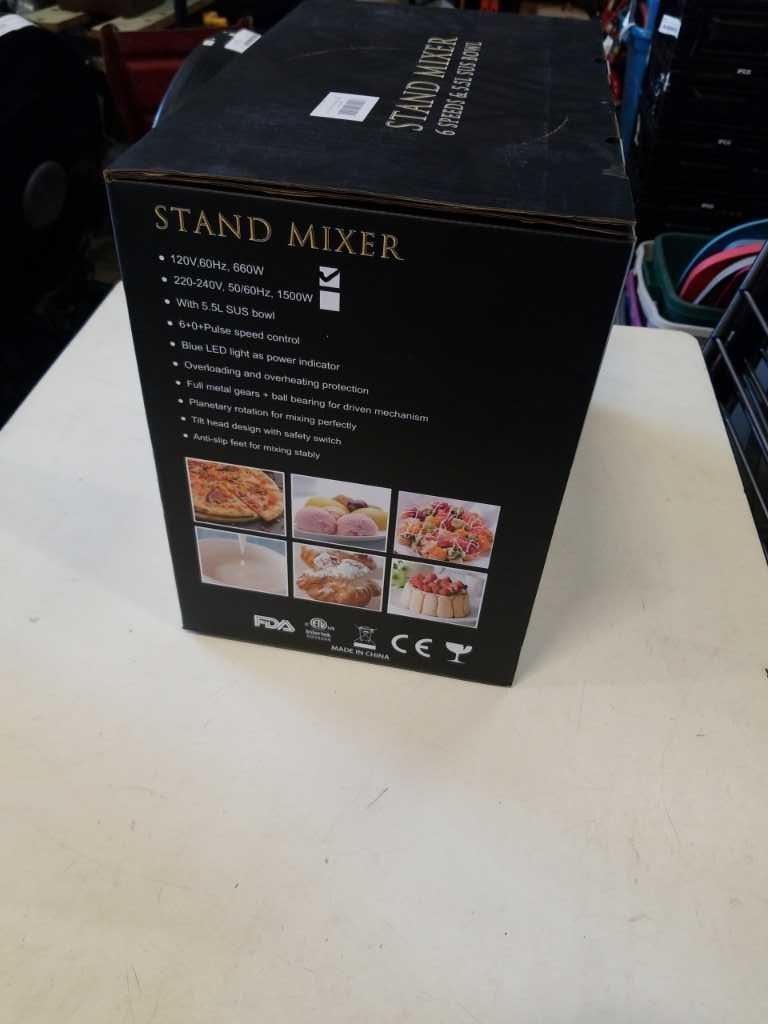 STAND MIXER
6 SPEEDS & 5.5L SUS BOWL
STAND MIXER
120V,60Hz, 660W
220-240V, 50/60Hz, 1500W
With 5.5L SUS bowl
6+0+Pulse speed control
Blue LED light as power indicator
Overloading and overheating protection
Full metal gears + ball bearing for driven mechanism
Planetary rotation for mixing perfectly
Tilt head design with safety switch
Anti-slip feet for mixing stably
FDA
ETL
Intertek
MADE IN CHINA
CE